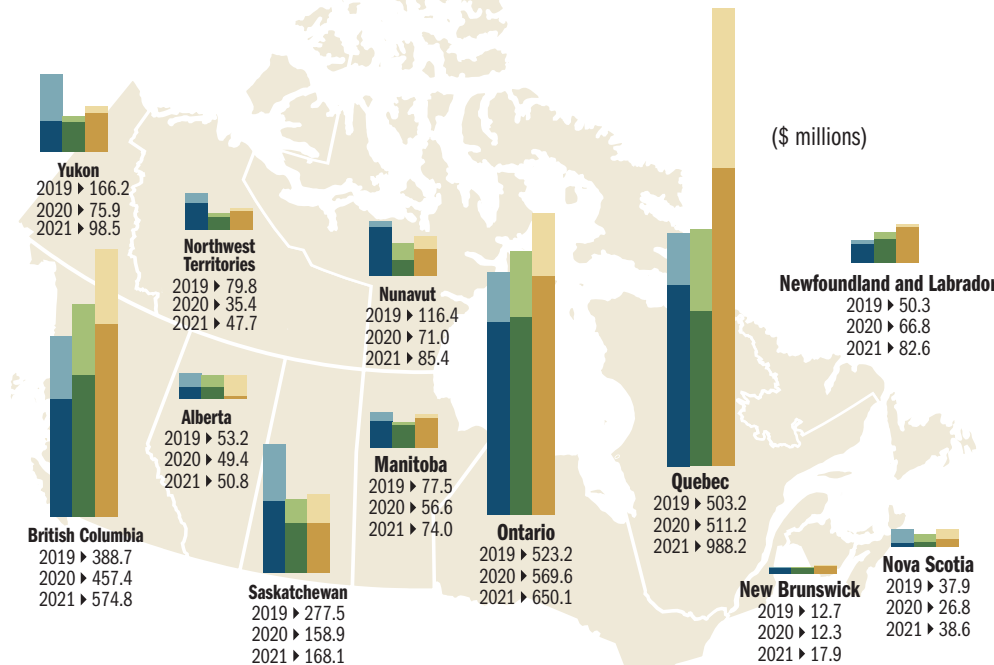 ($ millions)
Yukon
2019 ▸ 166.2
2020 ▸ 75.9
2021 ▸ 98.5
Northwest
Territories
2019 ▸ 79.8
2020 ▸ 35.4
2021 ▸ 47.7
Nunavut
2019 ▸ 116.4
2020 ▸ 71.0
2021 ▸ 85.4
Newfoundland and Labrador
2019 ▸ 50.3
2020 ▸ 66.8
2021 ▸ 82.6
British Columbia
2019 ▸ 388.7
2020 ▸ 457.4
2021 ▸ 574.8
Alberta
2019 ▸ 53.2
2020 ▸ 49.4
2021 ▸ 50.8
Saskatchewan
2019 ▸ 277.5
2020 ▸ 158.9
2021 ▸ 168.1
Manitoba
2019 ▸ 77.5
2020 ▸ 56.6
2021 ▸ 74.0
Ontario
2019 ▸ 523.2
2020 ▸ 569.6
2021 ▸ 650.1
Quebec
2019 ▸ 503.2
2020 ▸ 511.2
2021 ▸ 988.2
New Brunswick
2019 ▸ 12.7
2020 ▸ 12.3
2021 ▸ 17.9
Nova Scotia
2019 ▸ 37.9
2020 ▸ 26.8
2021 ▸ 38.6